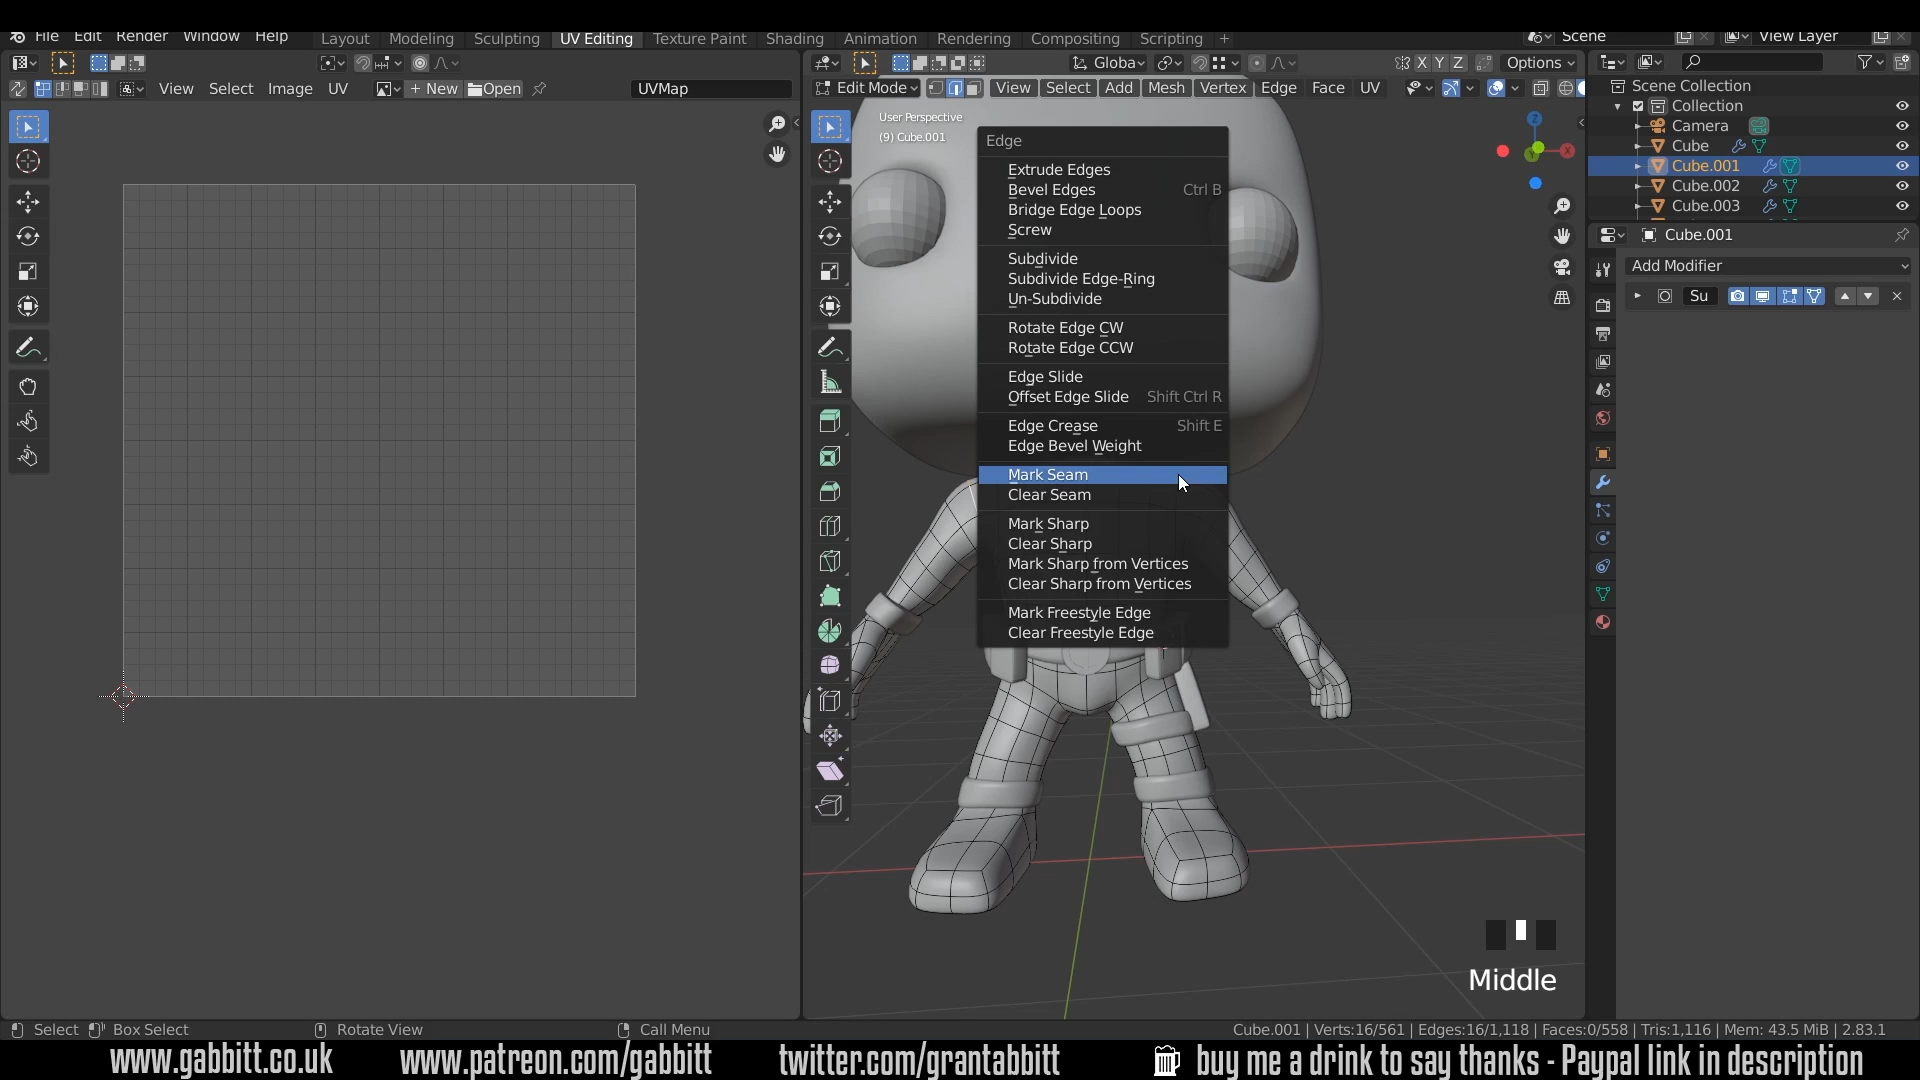 File Edit Render Window Help Layout Modeling Sculpting UV Editing Texture Paint Shading Animation Rendering Compositing Scripting + Scene View Layer
Globa X Y Z Options
View Select Image UV + New Open UVMap
Edit Mode View Select Add Mesh Vertex Edge Face UV
Scene Collection
Collection
Camera
Cube
Cube.001
Cube.002
Cube.003
User Perspective
(9) Cube.001
Z
X
Y
Edge
Extrude Edges
Bevel Edges Ctrl B
Bridge Edge Loops
Screw
Subdivide
Subdivide Edge-Ring
Un-Subdivide
Rotate Edge CW
Rotate Edge CCW
Edge Slide
Offset Edge Slide Shift Ctrl R
Edge Crease Shift E
Edge Bevel Weight
Mark Seam
Clear Seam
Mark Sharp
Clear Sharp
Mark Sharp from Vertices
Clear Sharp from Vertices
Mark Freestyle Edge
Clear Freestyle Edge
Cube.001
Add Modifier
Su
Middle
Select Box Select Rotate View Call Menu
Cube.001 | Verts:16/561 | Edges:16/1,118 | Faces:0/558 | Tris:1,116 | Mem: 43.5 MiB | 2.83.1
www.gabbitt.co.uk www.patreon.com/gabbitt twitter.com/grantabbitt buy me a drink to say thanks - Paypal link in description